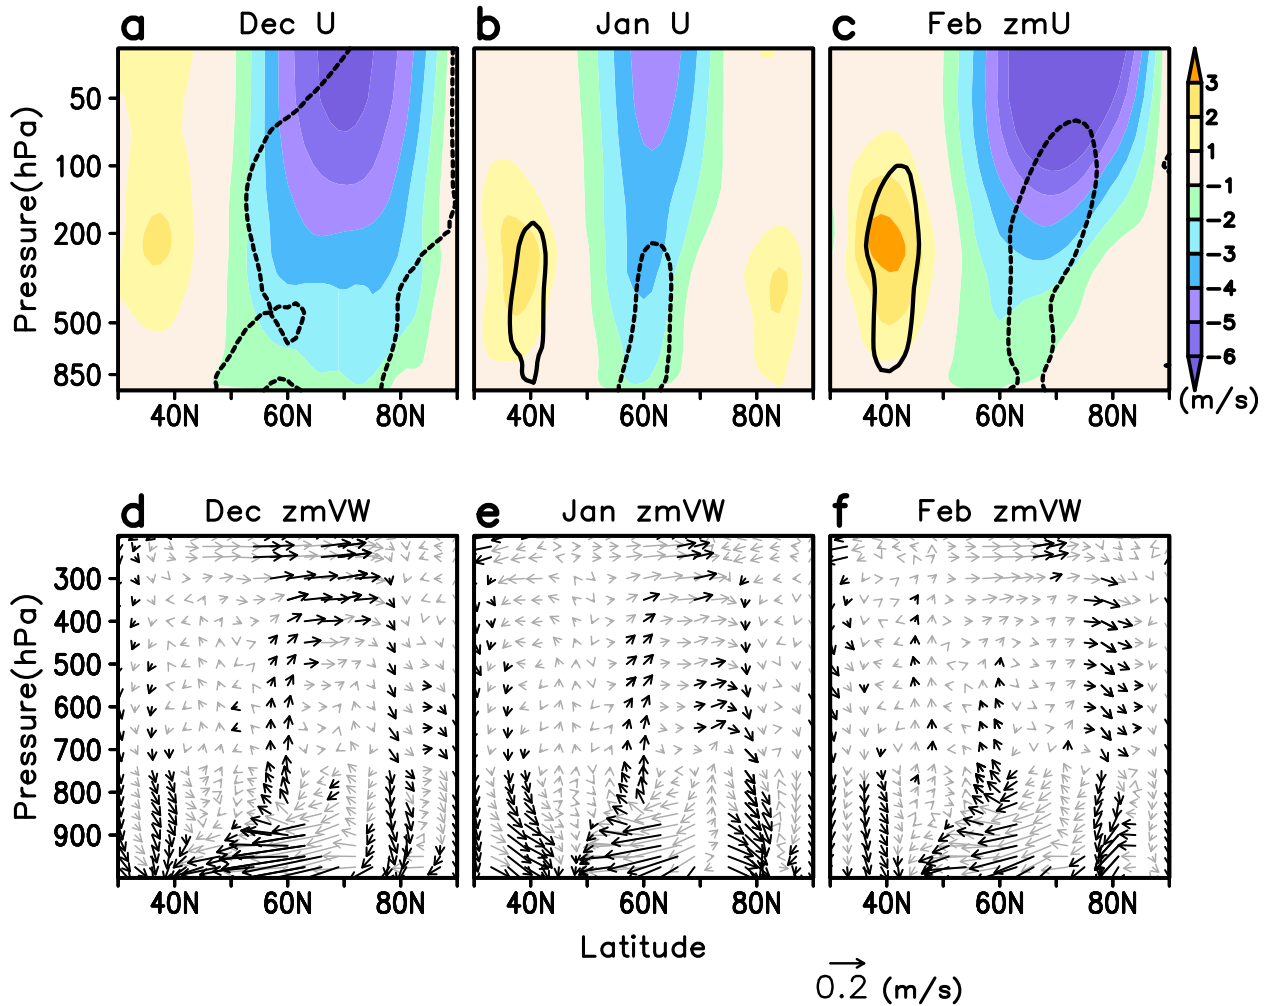 a Dec U
b Jan U
c Feb zmU
Pressure(hPa)
50
100
200
500
850
40N 60N 80N
40N 60N 80N
40N 60N 80N
3
2
1
−1
−2
−3
−4
−5
−6
(m/s)
d Dec zmVW
e Jan zmVW
f Feb zmVW
Pressure(hPa)
300
400
500
600
700
800
900
40N 60N 80N
40N 60N 80N
40N 60N 80N
Latitude
0.2 (m/s)